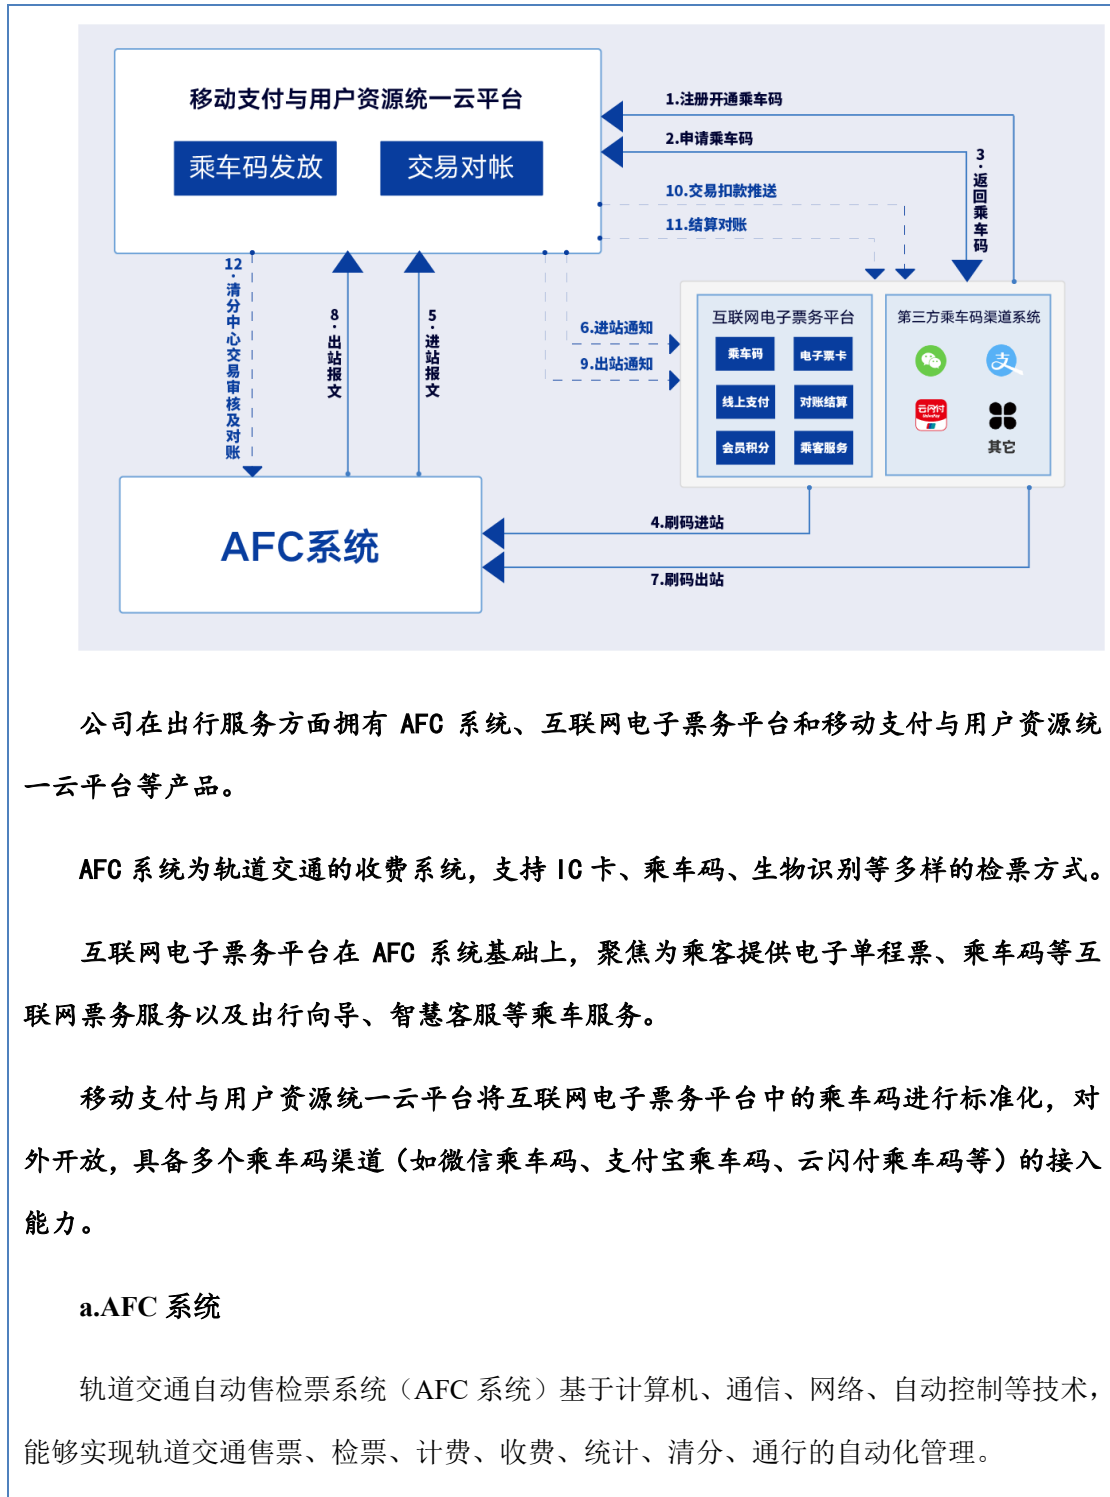 移动支付与用户资源统一云平台
乘车码发放
交易对帐
1.注册开通乘车码
2.申请乘车码
3·返回乘车码
10.交易扣款推送
11.结算对账
12·清分中心交易审核及对账
8·出站报文
5·进站报文
6.进站通知
9.出站通知
互联网电子票务平台
乘车码
电子票卡
线上支付
对账结算
会员积分
乘客服务
第三方乘车码渠道系统
支
云闪付
其它
AFC系统
4.刷码进站
7.刷码出站
公司在出行服务方面拥有 AFC 系统、互联网电子票务平台和移动支付与用户资源统
一云平台等产品。
AFC 系统为轨道交通的收费系统，支持 IC 卡、乘车码、生物识别等多样的检票方式。
互联网电子票务平台在 AFC 系统基础上，聚焦为乘客提供电子单程票、乘车码等互
联网票务服务以及出行向导、智慧客服等乘车服务。
移动支付与用户资源统一云平台将互联网电子票务平台中的乘车码进行标准化，对
外开放，具备多个乘车码渠道（如微信乘车码、支付宝乘车码、云闪付乘车码等）的接入
能力。
a.AFC 系统
轨道交通自动售检票系统（AFC 系统）基于计算机、通信、网络、自动控制等技术，
能够实现轨道交通售票、检票、计费、收费、统计、清分、通行的自动化管理。